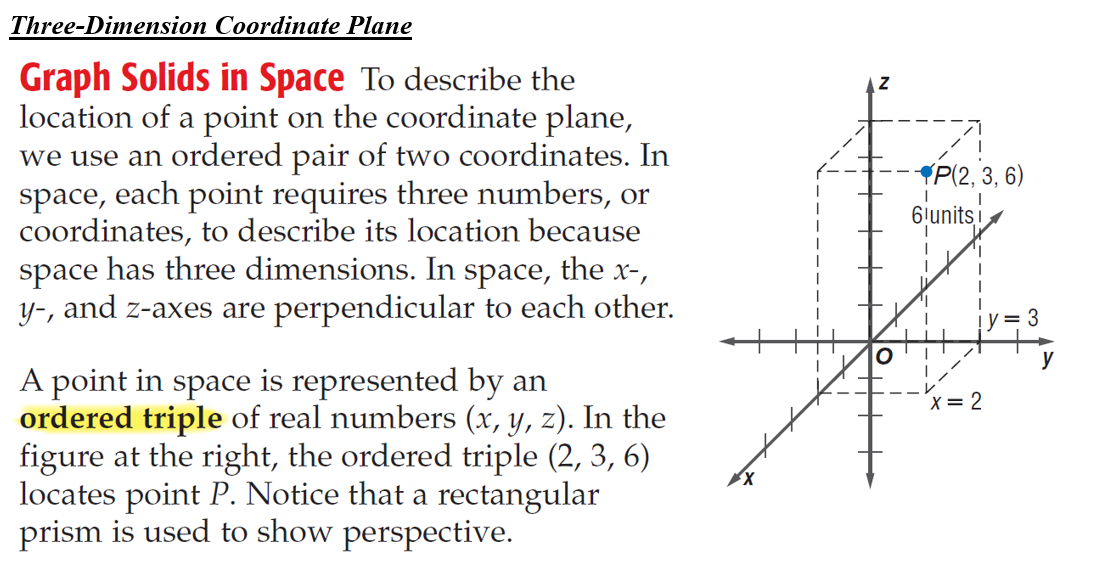 Three-Dimension Coordinate Plane
Graph Solids in Space To describe the
location of a point on the coordinate plane,
we use an ordered pair of two coordinates. In
space, each point requires three numbers, or
coordinates, to describe its location because
space has three dimensions. In space, the x-,
y-, and z-axes are perpendicular to each other.
A point in space is represented by an
ordered triple of real numbers (x, y, z). In the
figure at the right, the ordered triple (2, 3, 6)
locates point P. Notice that a rectangular
prism is used to show perspective.
z
P(2, 3, 6)
6 units
y = 3
O
y
x = 2
x